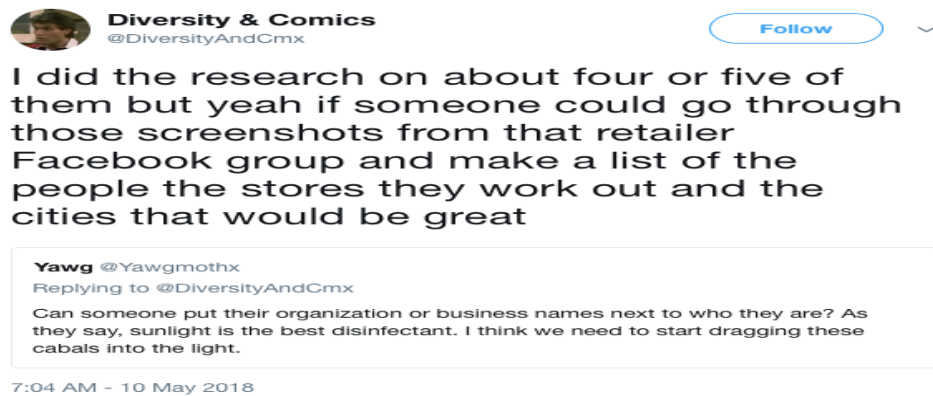 Diversity & Comics
@DiversityAndCmx
Follow
I did the research on about four or five of
them but yeah if someone could go through
those screenshots from that retailer
Facebook group and make a list of the
people the stores they work out and the
cities that would be great
Yawg @Yawgmothx
Replying to @DiversityAndCmx
Can someone put their organization or business names next to who they are? As
they say, sunlight is the best disinfectant. I think we need to start dragging these
cabals into the light.
7:04 AM - 10 May 2018